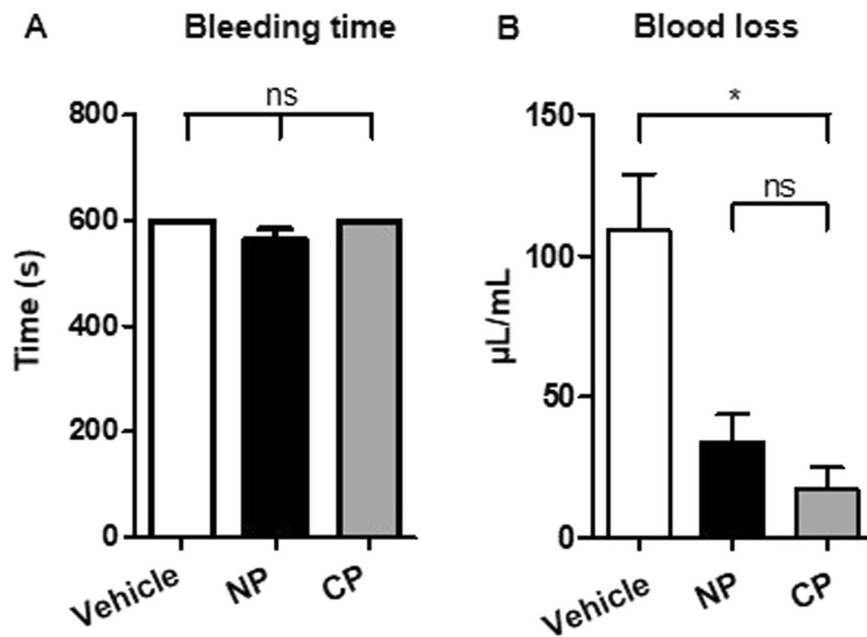 A Bleeding time
ns
800
600
400
200
0
Time (s)
Vehicle NP CP
B Blood loss
*
ns
150
100
50
0
µL/mL
Vehicle NP CP